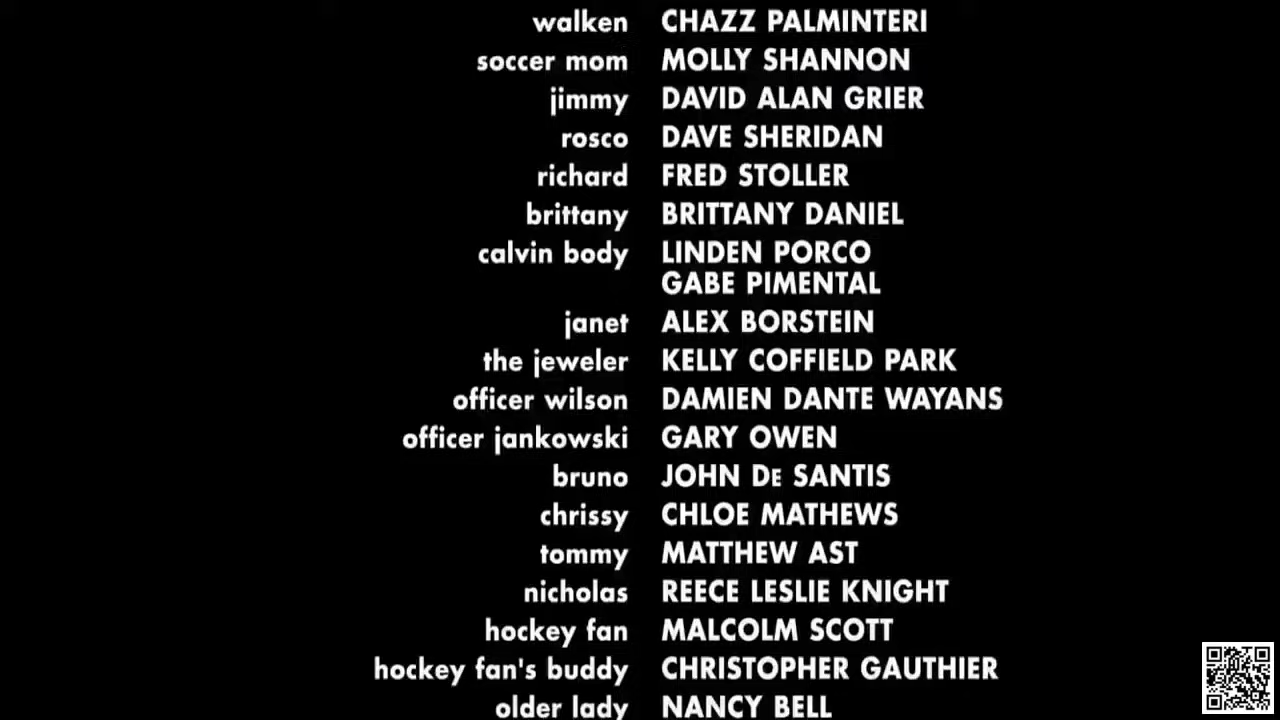 walken CHAZZ PALMINTERI
soccer mom MOLLY SHANNON
jimmy DAVID ALAN GRIER
rosco DAVE SHERIDAN
richard FRED STOLLER
brittany BRITTANY DANIEL
calvin body LINDEN PORCO
GABE PIMENTAL
janet ALEX BORSTEIN
the jeweler KELLY COFFIELD PARK
officer wilson DAMIEN DANTE WAYANS
officer jankowski GARY OWEN
bruno JOHN DE SANTIS
chrissy CHLOE MATHEWS
tommy MATTHEW AST
nicholas REECE LESLIE KNIGHT
hockey fan MALCOLM SCOTT
hockey fan's buddy CHRISTOPHER GAUTHIER
older lady NANCY BELL